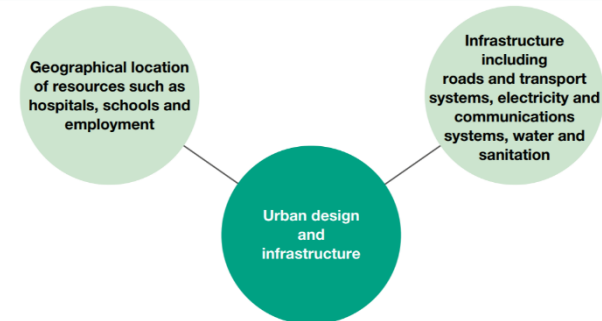 Geographical location
of resources such as
hospitals, schools and
employment
Infrastructure
including
roads and transport
systems, electricity and
communications
systems, water and
sanitation
Urban design
and
infrastructure